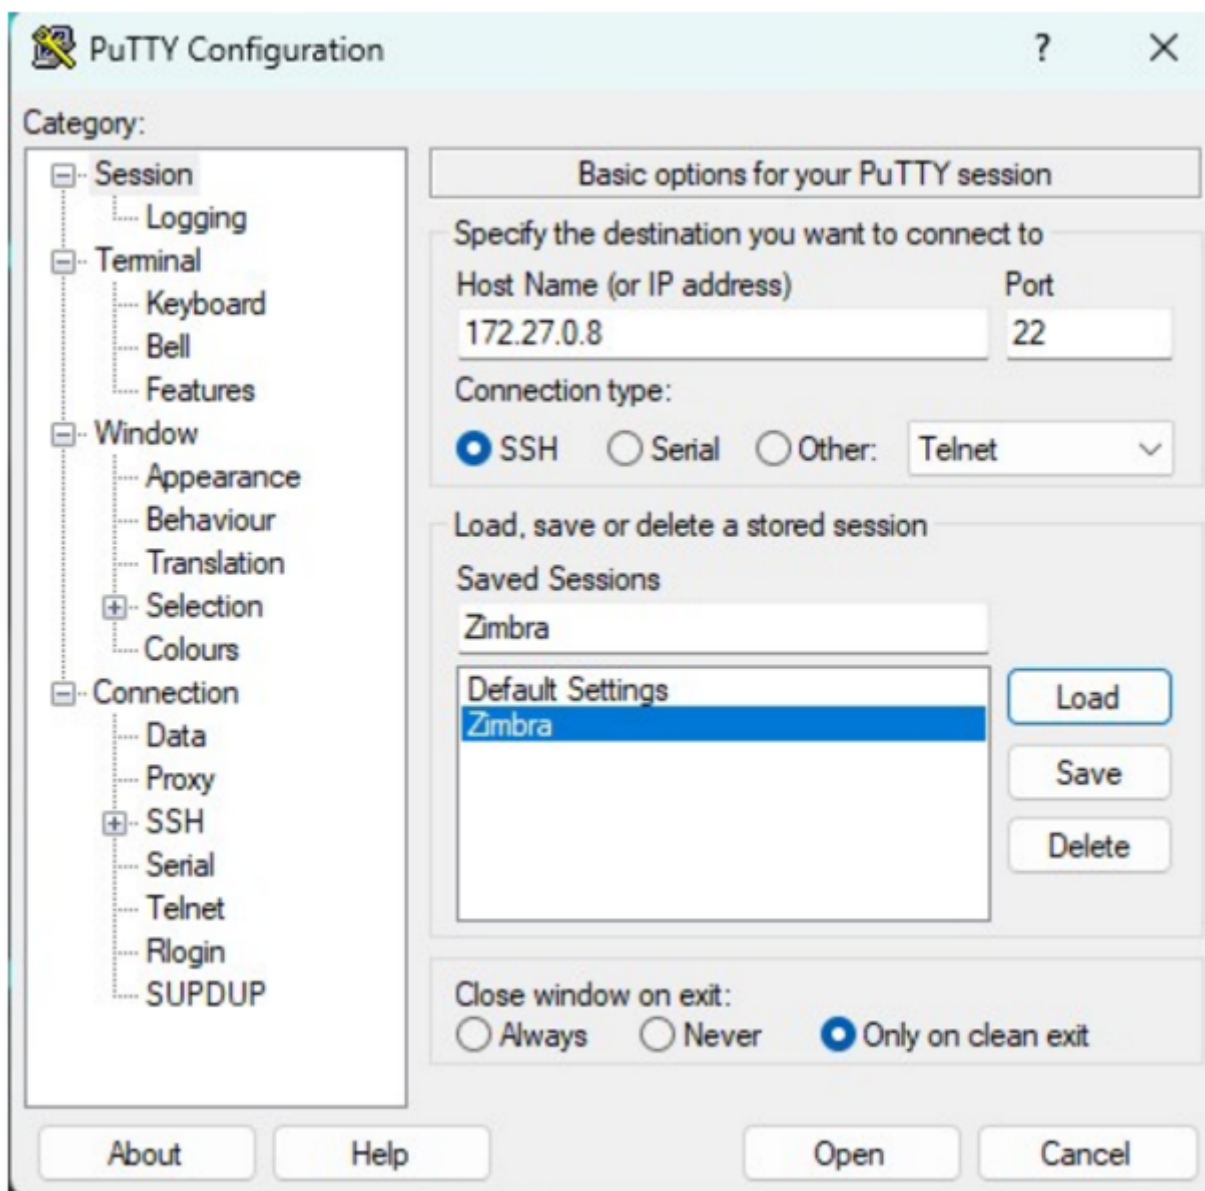 PuTTY Configuration ? ×
Category:
Session
Logging
Terminal
Keyboard
Bell
Features
Window
Appearance
Behaviour
Translation
Selection
Colours
Connection
Data
Proxy
SSH
Serial
Telnet
Rlogin
SUPDUP
Basic options for your PuTTY session
Specify the destination you want to connect to
Host Name (or IP address) Port
172.27.0.8 22
Connection type:
SSH Serial Other: Telnet
Load, save or delete a stored session
Saved Sessions
Zimbra
Default Settings
Zimbra
Load
Save
Delete
Close window on exit:
Always Never Only on clean exit
About Help Open Cancel